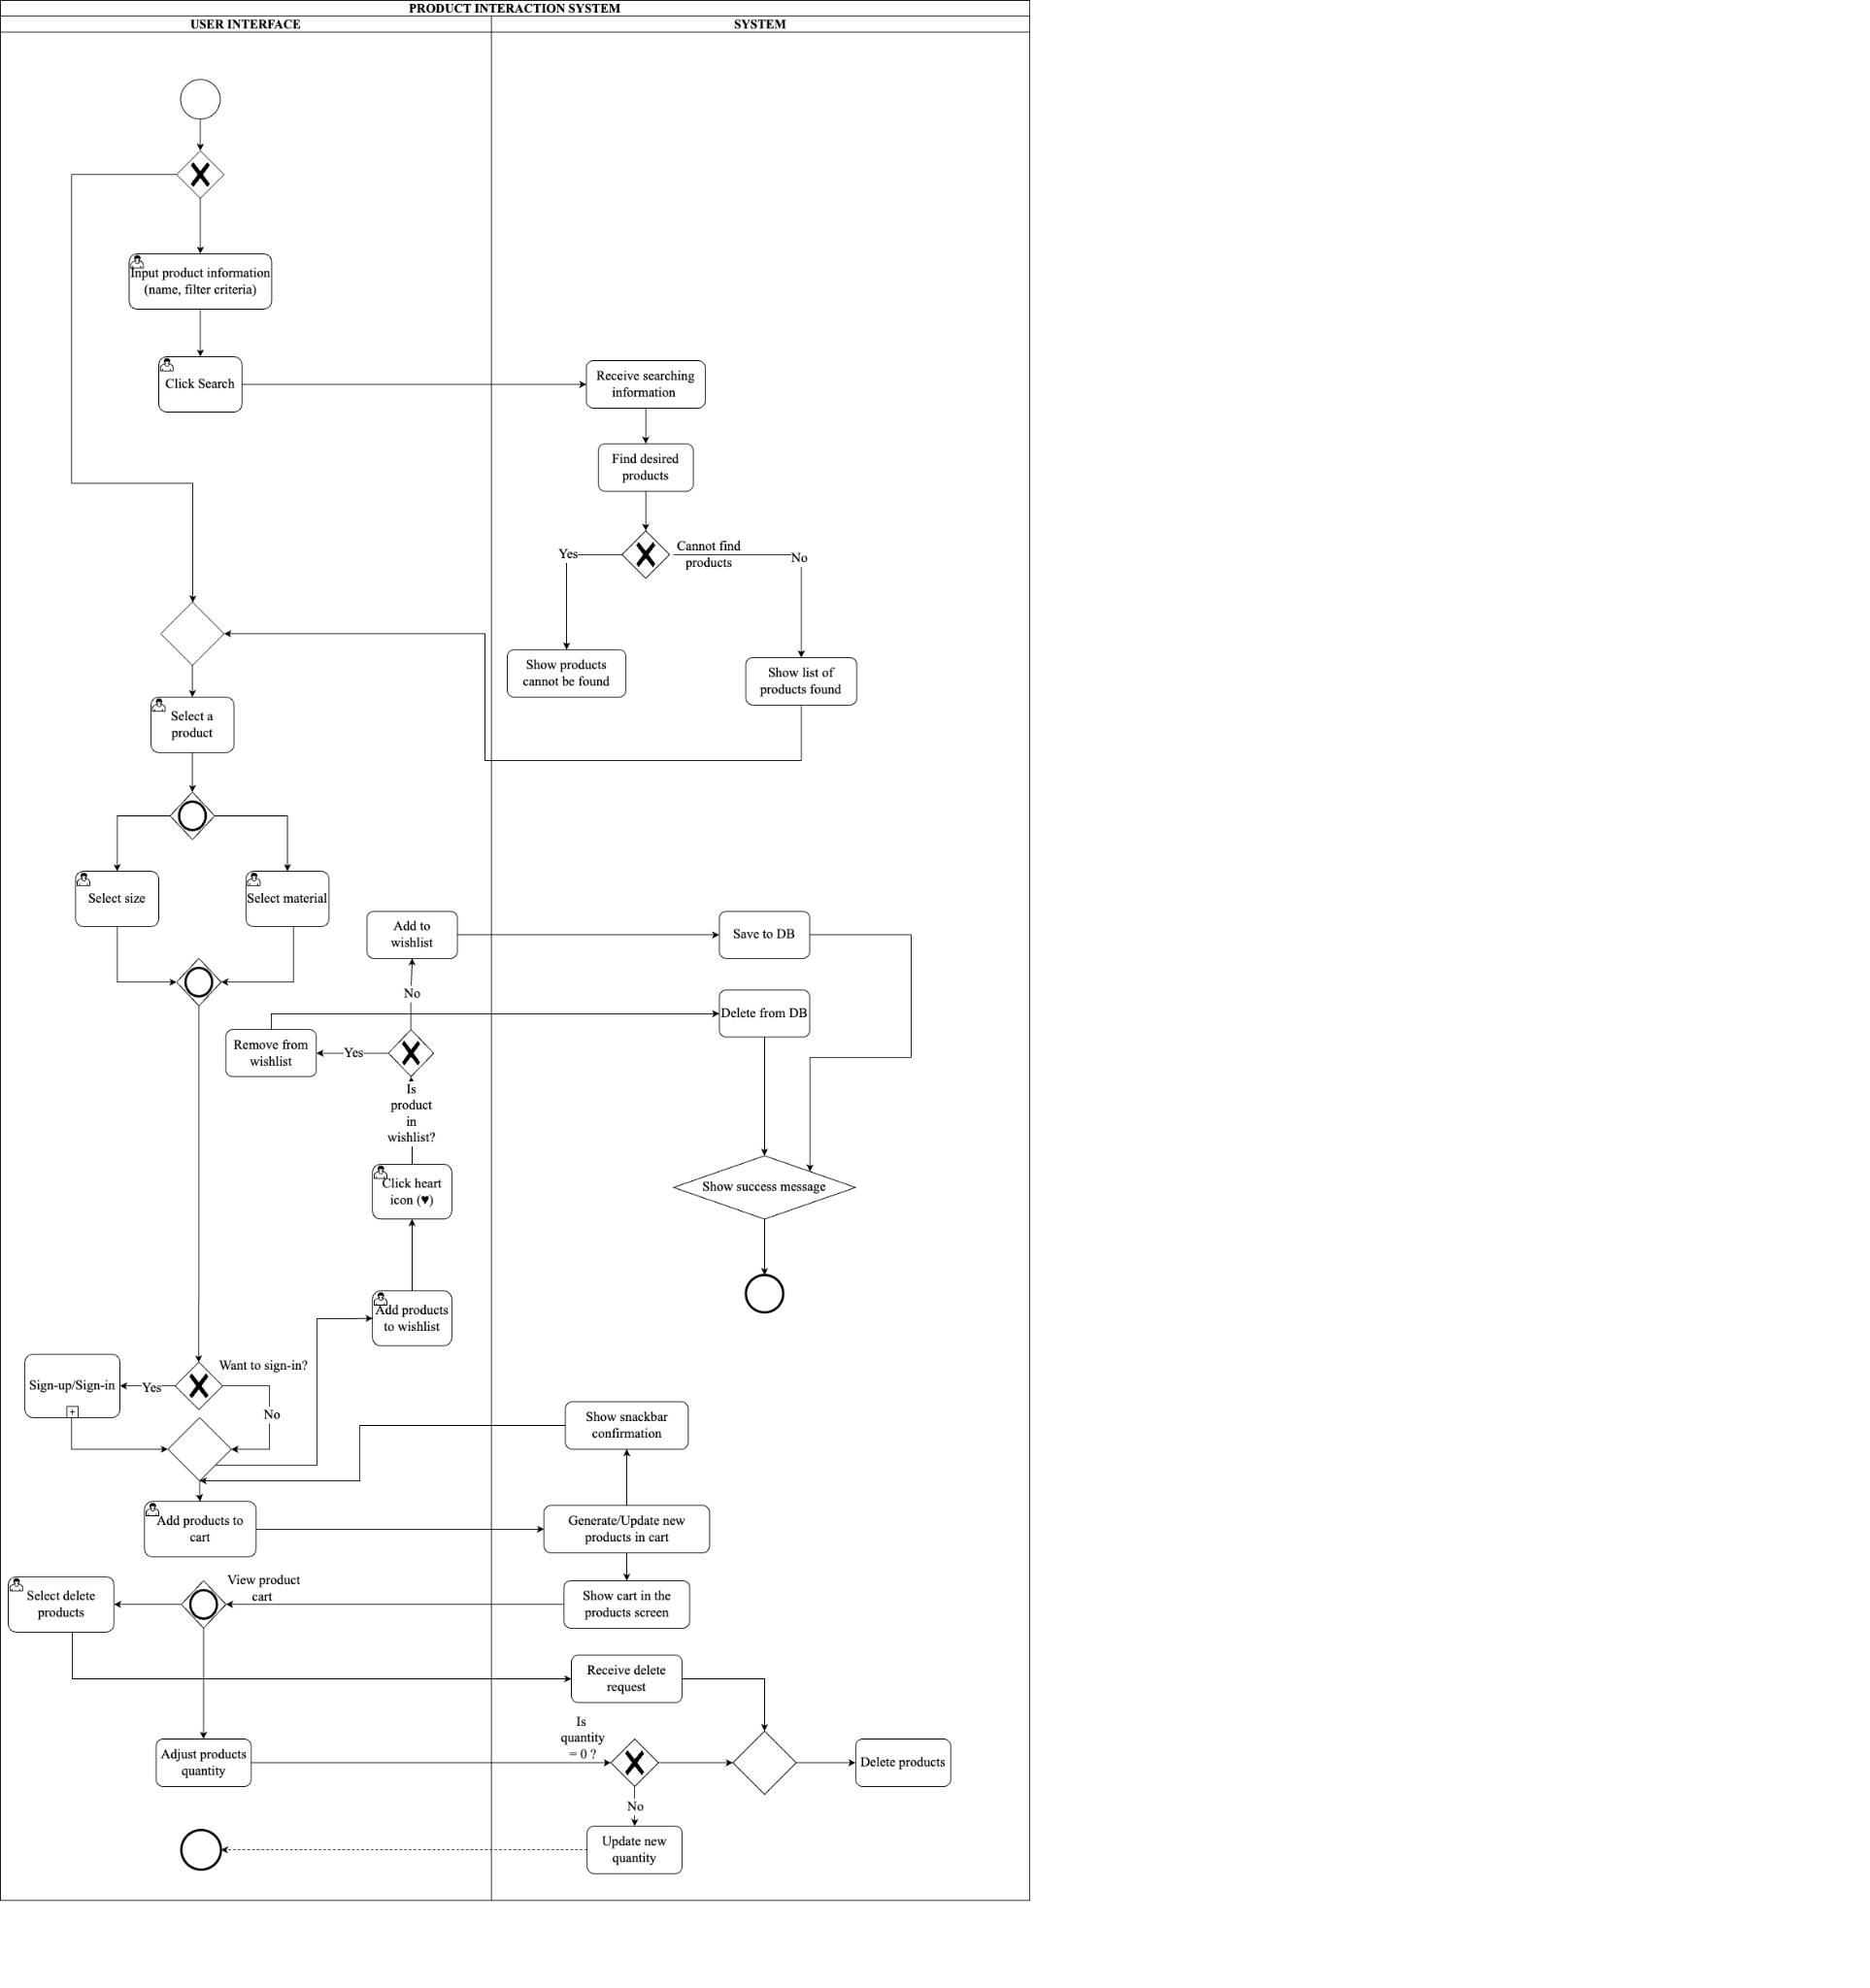 PRODUCT INTERACTION SYSTEM
USER INTERFACE
SYSTEM
Input product information
(name, filter criteria)
Click Search
Receive searching
information
Find desired
products
Yes
Cannot find
products
No
Show products
cannot be found
Show list of
products found
Select a
product
Select size
Select material
Add to
wishlist
Save to DB
No
Delete from DB
Remove from
wishlist
Yes
Is
product
in
wishlist?
Click heart
icon (♥)
Show success message
Add products
to wishlist
Want to sign-in?
Sign-up/Sign-in
Yes
No
Show snackbar
confirmation
Add products to
cart
Generate/Update new
products in cart
View product
cart
Select delete
products
Show cart in the
products screen
Receive delete
request
Is
quantity
= 0 ?
Adjust products
quantity
Delete products
No
Update new
quantity